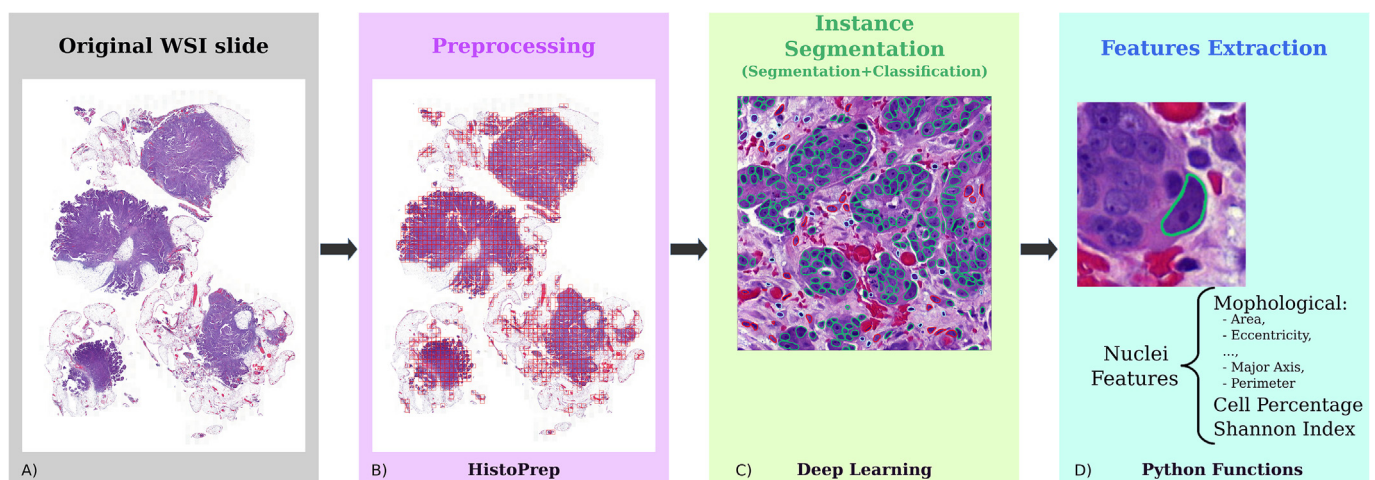 Original WSI slide
A)
Preprocessing
B)
HistoPrep
Instance
Segmentation
(Segmentation+Classification)
C)
Deep Learning
Features Extraction
Nuclei
Features
Mophological:
- Area,
- Eccentricity,
...,
- Major Axis,
- Perimeter
Cell Percentage
Shannon Index
D)
Python Functions